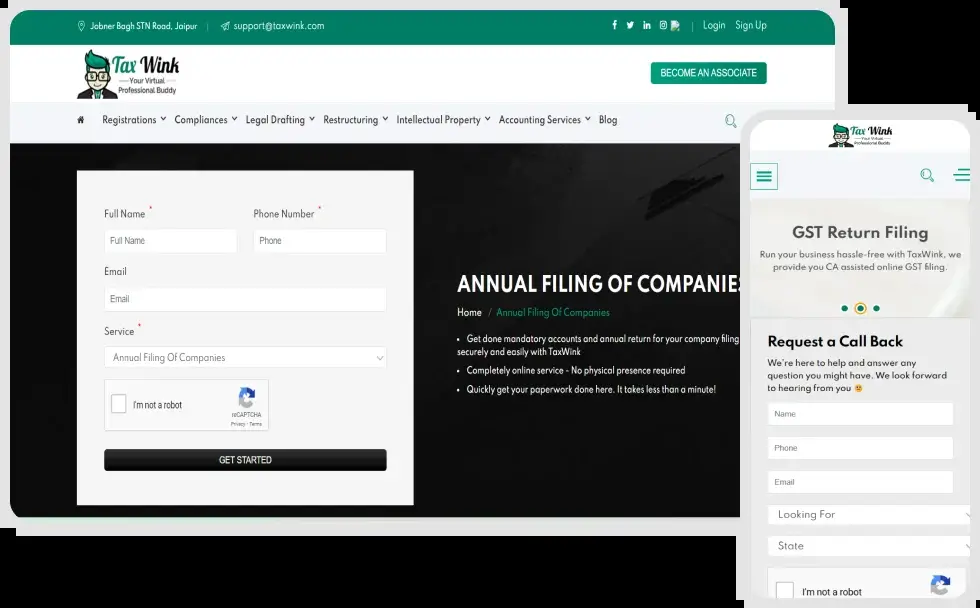 Jobner Bagh STN Road, Jaipur | support@taxwink.com | Login Sign Up
Tax Wink
Your Virtual
Professional Buddy
BECOME AN ASSOCIATE
Registrations Compliances Legal Drafting Restructuring Intellectual Property Accounting Services Blog
Full Name * Phone Number *
Full Name Phone
Email
Email
Service *
Annual Filing Of Companies
I'm not a robot
reCAPTCHA
Privacy - Terms
GET STARTED
ANNUAL FILING OF COMPANIES
Home / Annual Filing Of Companies
• Get done mandatory accounts and annual return for your company filing
securely and easily with TaxWink
• Completely online service - No physical presence required
• Quickly get your paperwork done here. It takes less than a minute!
Tax Wink
Your Virtual
Professional Buddy
GST Return Filing
Run your business hassle-free with TaxWink, we
provide you CA assisted online GST filing.
Request a Call Back
We're here to help and answer any
question you might have. We look forward
to hearing from you 🙂
Name
Phone
Email
Looking For
State
I'm not a robot